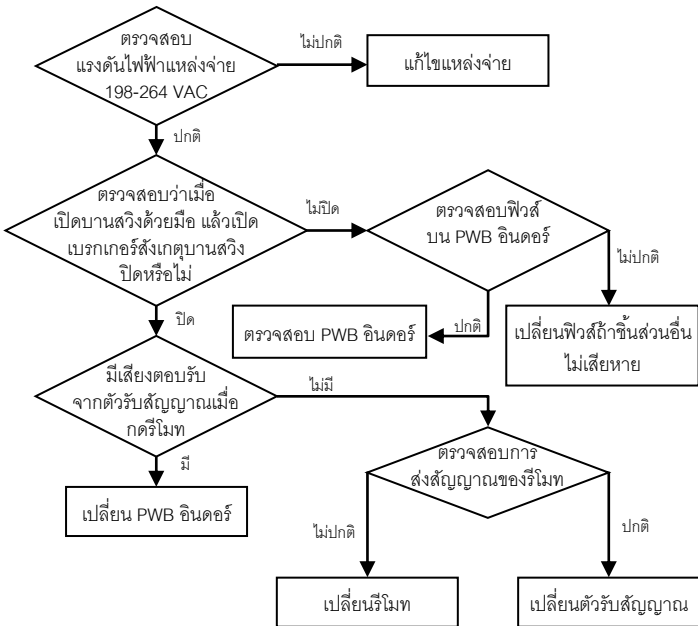 ตรวจสอบ
แรงดันไฟฟ้าแหล่งจ่าย
198-264 VAC
ไม่ปกติ
แก้ไขแหล่งจ่าย
ปกติ
ตรวจสอบว่าเมื่อ
เปิดบานสวิงด้วยมือ แล้วเปิด
เบรกเกอร์สังเกตุบานสวิง
ปิดหรือไม่
ไม่ปิด
ตรวจสอบฟิวส์
บน PWB อินดอร์
ไม่ปกติ
เปลี่ยนฟิวส์ถ้าชิ้นส่วนอื่น
ไม่เสียหาย
ปกติ
ตรวจสอบ PWB อินดอร์
ปิด
มีเสียงตอบรับ
จากตัวรับสัญญาณเมื่อ
กดรีโมท
ไม่มี
มี
เปลี่ยน PWB อินดอร์
ตรวจสอบการ
ส่งสัญญาณของรีโมท
ไม่ปกติ
ปกติ
เปลี่ยนรีโมท
เปลี่ยนตัวรับสัญญาณ